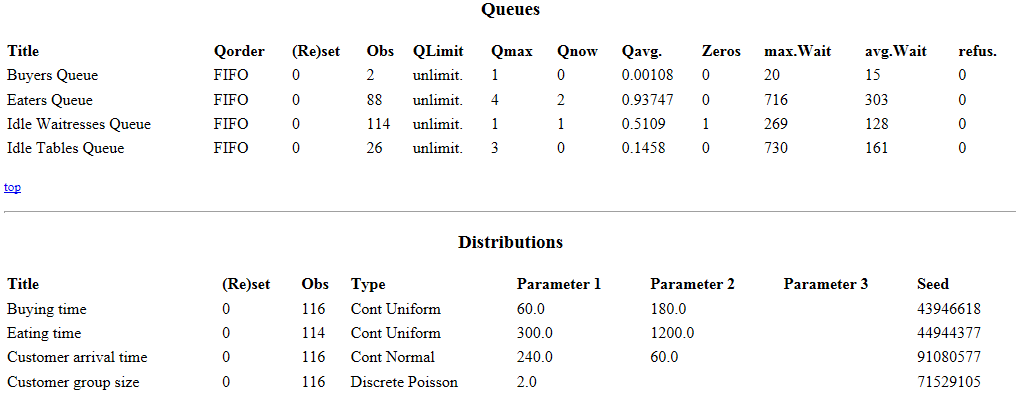 Queues
Title Qorder (Re)set Obs QLimit Qmax Qnow Qavg. Zeros max.Wait avg.Wait refus.
Buyers Queue FIFO 0 2 unlimit. 1 0 0.00108 0 20 15 0
Eaters Queue FIFO 0 88 unlimit. 4 2 0.93747 0 716 303 0
Idle Waitresses Queue FIFO 0 114 unlimit. 1 1 0.5109 1 269 128 0
Idle Tables Queue FIFO 0 26 unlimit. 3 0 0.1458 0 730 161 0
top
Distributions
Title (Re)set Obs Type Parameter 1 Parameter 2 Parameter 3 Seed
Buying time 0 116 Cont Uniform 60.0 180.0 43946618
Eating time 0 114 Cont Uniform 300.0 1200.0 44944377
Customer arrival time 0 116 Cont Normal 240.0 60.0 91080577
Customer group size 0 116 Discrete Poisson 2.0 71529105